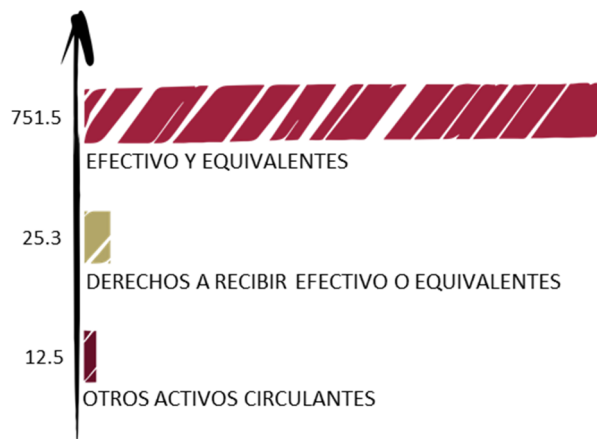 751.5
EFECTIVO Y EQUIVALENTES
25.3
DERECHOS A RECIBIR EFECTIVO O EQUIVALENTES
12.5
OTROS ACTIVOS CIRCULANTES